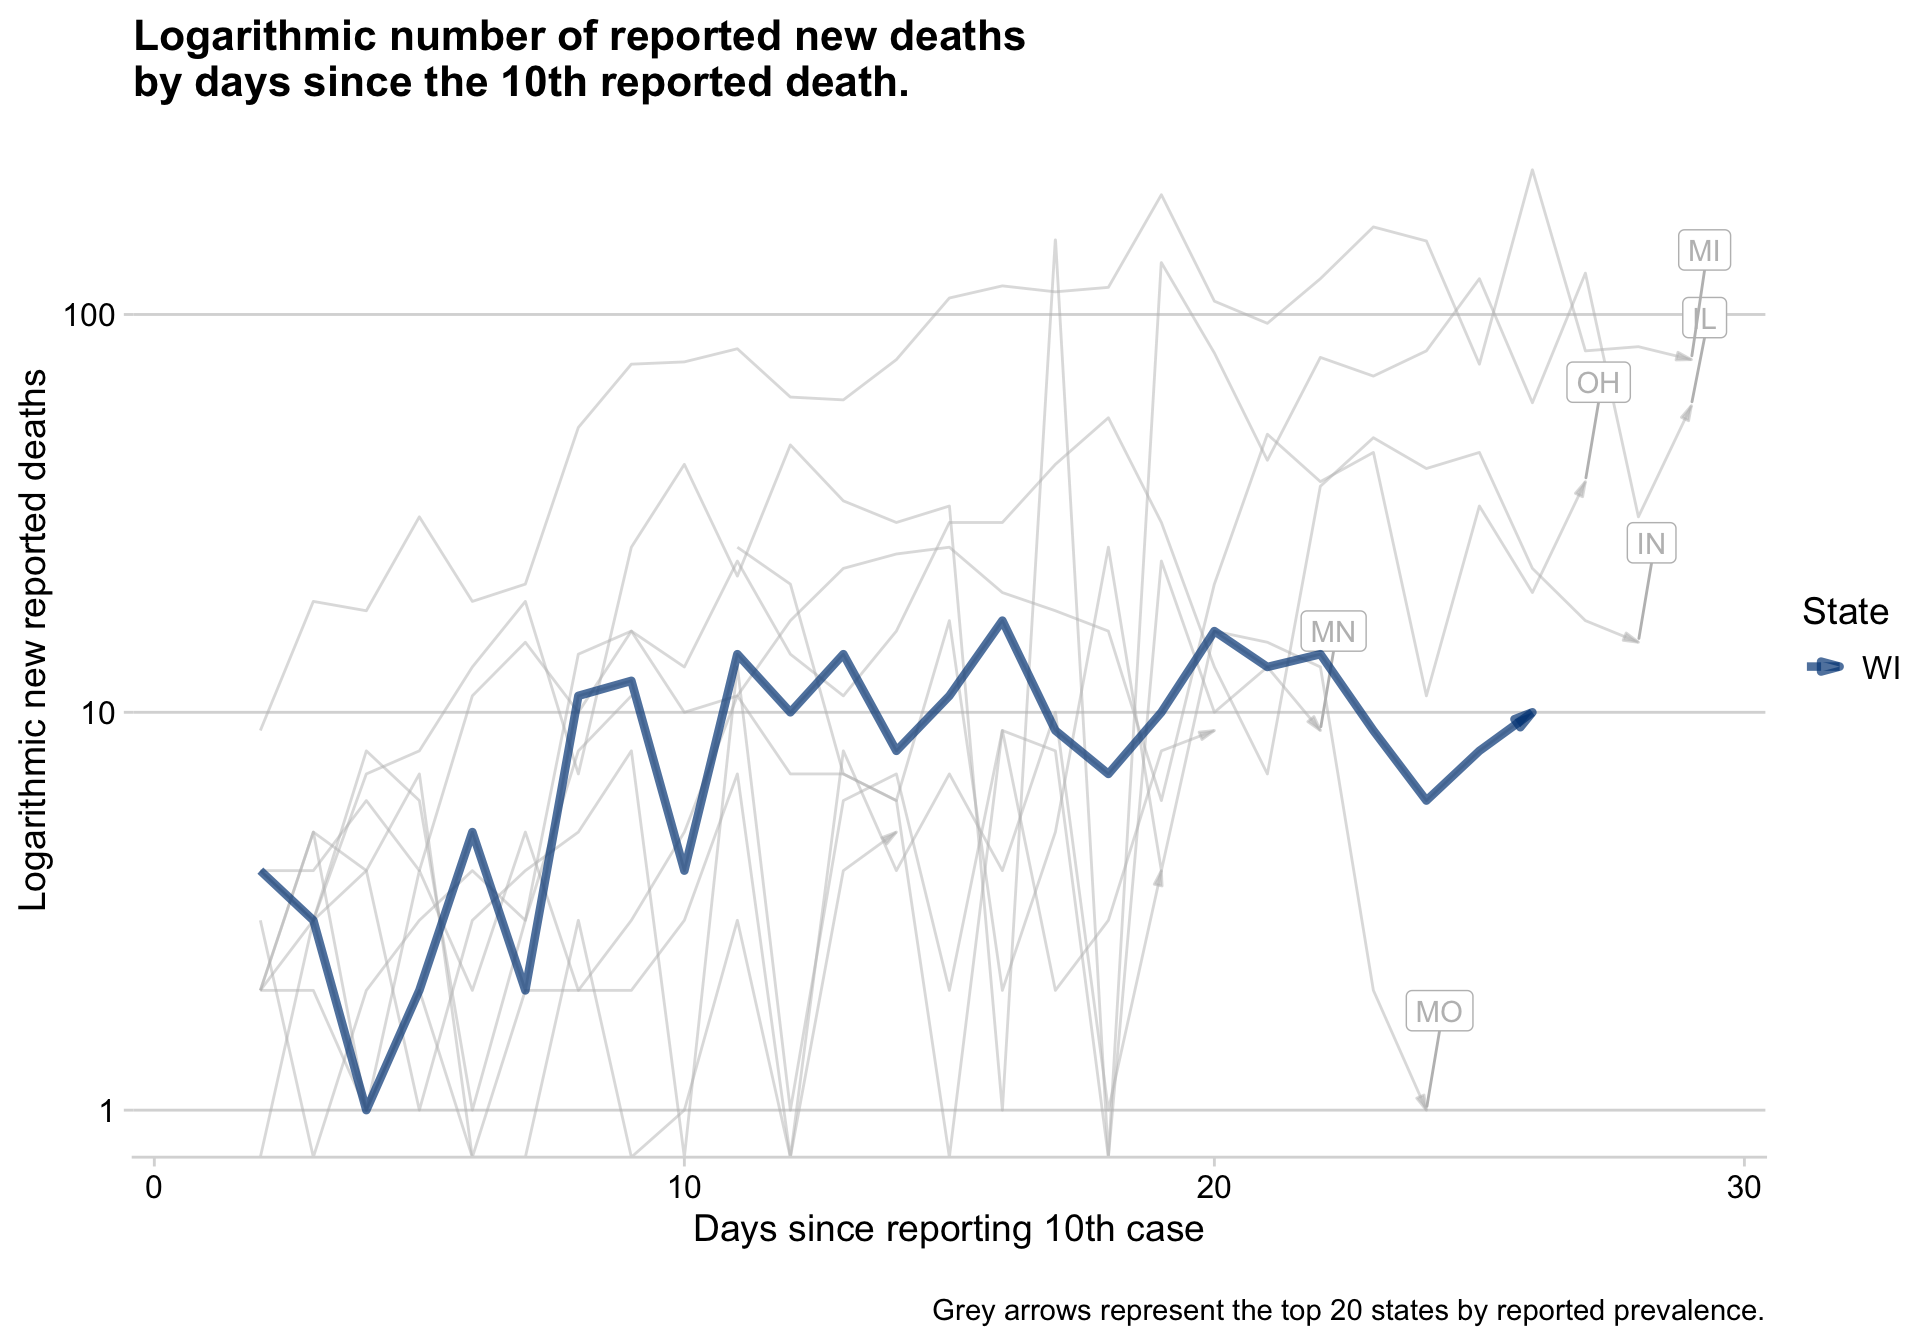 Logarithmic number of reported new deaths
by days since the 10th reported death.
Logarithmic new reported deaths
100
10
1
MI
IL
OH
IN
MN
MO
State
WI
0
10
20
30
Days since reporting 10th case
Grey arrows represent the top 20 states by reported prevalence.